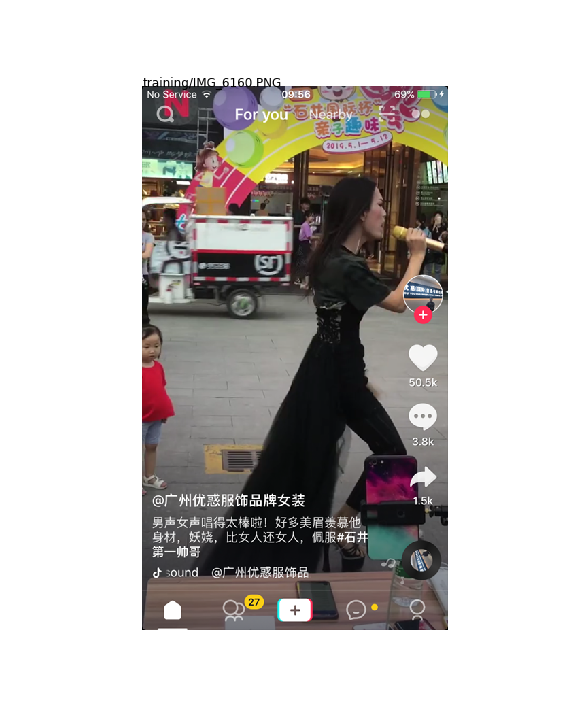 training/IMG_6160.PNG
No Service 09:56 69%
For you Nearby
亲子趣味
2019.5.1—5.12
50.5k
3.8k
1.5k
@广州优惑服饰品牌女装
男声女声唱得太棒啦！好多美眉羡慕他
身材，妖娆，比女人还女人，佩服#石井
第一帅哥
sound @广州优惑服饰品
27